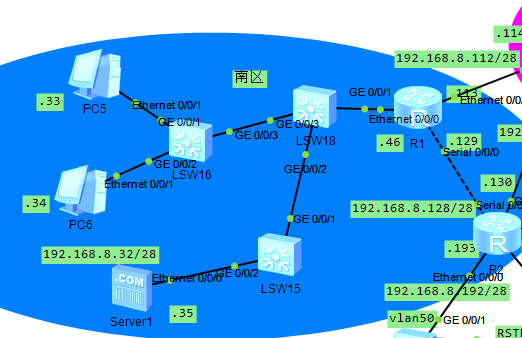 .114
192.168.8.112/28
南区
GE 0/0/1
.113
Ethernet 0/0
.33
PC5
Ethernet 0/0/1
GE 0/0/1
GE 0/0/3
GE 0/0/3
Ethernet 0/0/0
192
LSW18
.46
R1
.129
Serial 0/0/0
LSW16
GE 0/0/2
GE 0/0/2
Ethernet 0/0/1
.130
.34
PC6
192.168.8.128/28
Serial 0/0/0
GE 0/0/1
192.168.8.32/28
.193
R2
GE 0/0/2
Ethernet 0/0/0
Ethernet 0/0/0
LSW15
192.168.8.192/28
Server1
.35
vlan50
GE 0/0/1
RST